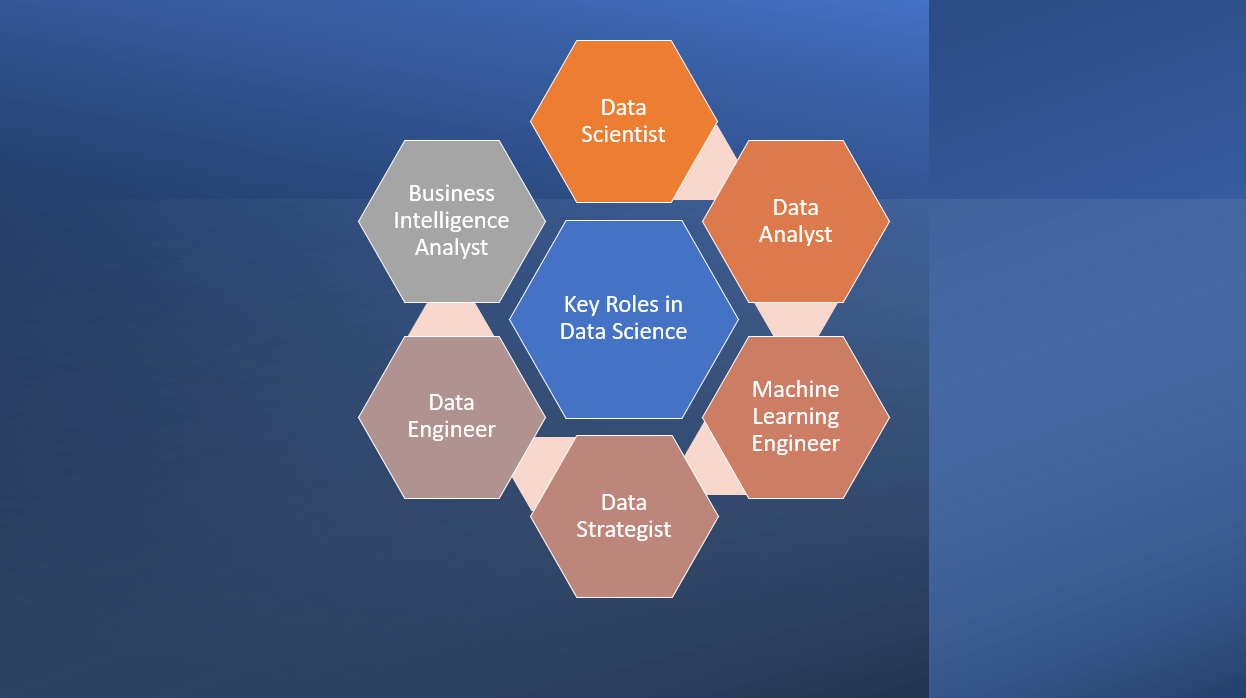 Data
Scientist
Data
Analyst
Machine
Learning
Engineer
Data
Strategist
Data
Engineer
Business
Intelligence
Analyst
Key Roles in
Data Science